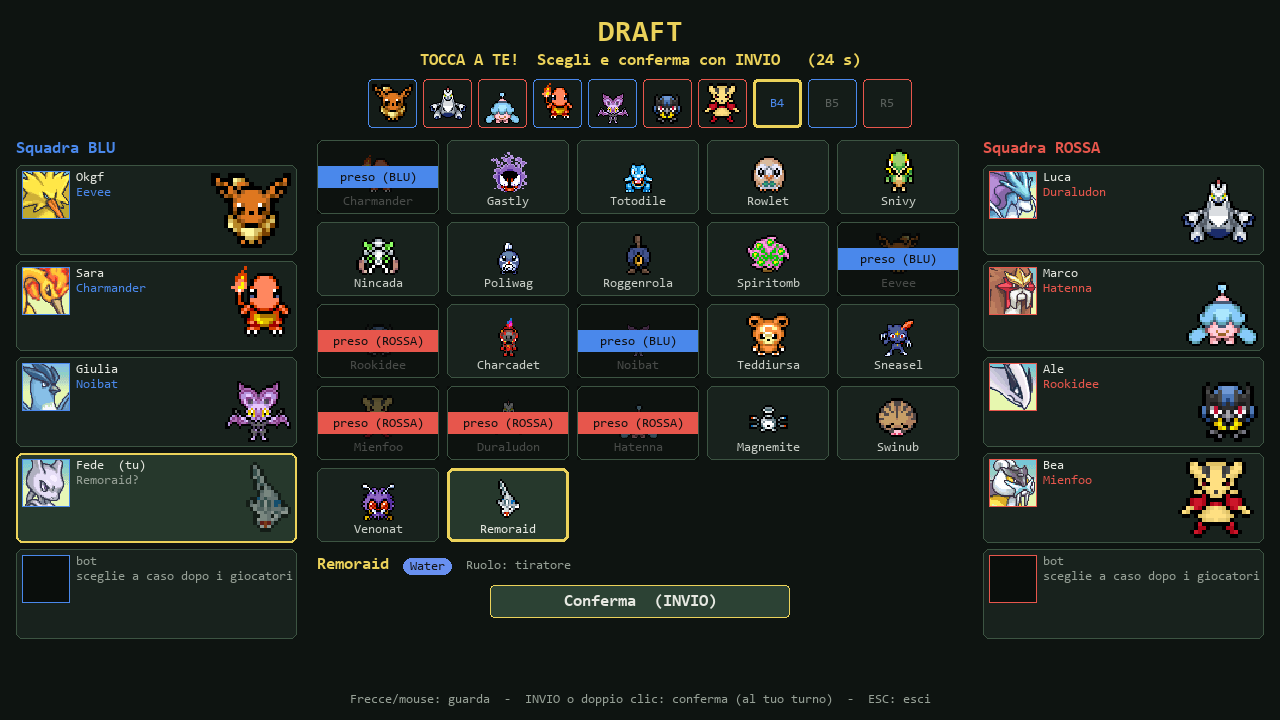 DRAFT
TOCCA A TE!  Scegli e conferma con INVIO   (24 s)
B4 B5 R5
Squadra BLU
Okgf
Eevee
Sara
Charmander
Giulia
Noibat
Fede  (tu)
Remoraid?
bot
sceglie a caso dopo i giocatori
preso (BLU)
Charmander
Gastly
Totodile
Rowlet
Snivy
Nincada
Poliwag
Roggenrola
Spiritomb
preso (BLU)
Eevee
preso (ROSSA)
Rookidee
Charcadet
preso (BLU)
Noibat
Teddiursa
Sneasel
preso (ROSSA)
Mienfoo
preso (ROSSA)
Duraludon
preso (ROSSA)
Hatenna
Magnemite
Swinub
Venonat
Remoraid
Remoraid Water Ruolo: tiratore
Conferma  (INVIO)
Squadra ROSSA
Luca
Duraludon
Marco
Hatenna
Ale
Rookidee
Bea
Mienfoo
bot
sceglie a caso dopo i giocatori
Frecce/mouse: guarda  -  INVIO o doppio clic: conferma (al tuo turno)  -  ESC: esci